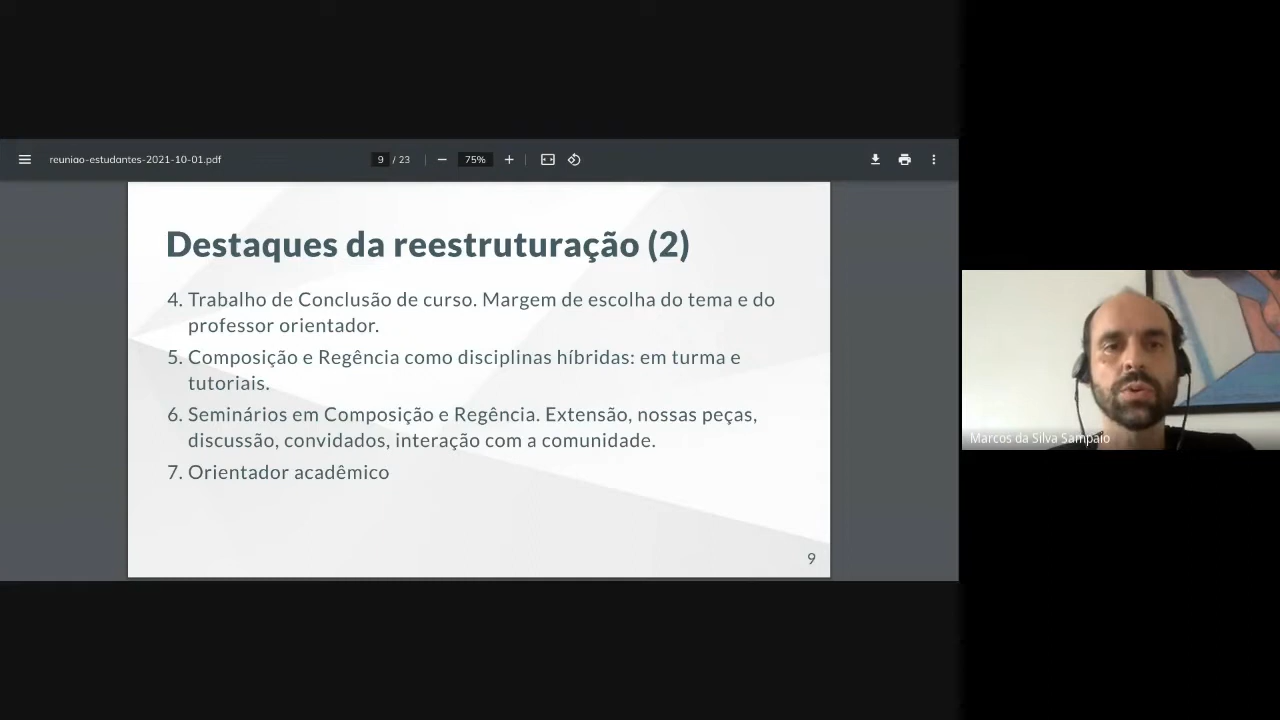 reuniao-estudantes-2021-10-01.pdf
9 / 23
75%
Destaques da reestruturação (2)
4. Trabalho de Conclusão de curso. Margem de escolha do tema e do
professor orientador.
5. Composição e Regência como disciplinas híbridas: em turma e
tutoriais.
6. Seminários em Composição e Regência. Extensão, nossas peças,
discussão, convidados, interação com a comunidade.
7. Orientador acadêmico
9
Marcos da Silva Sampaio